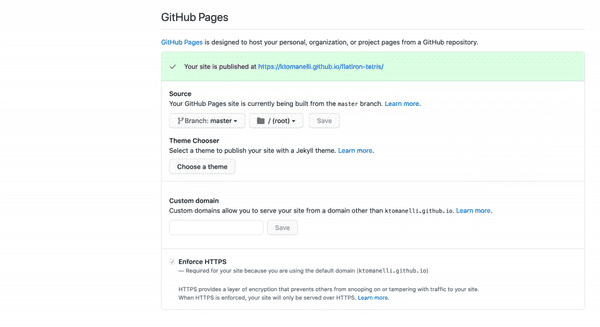 GitHub Pages
GitHub Pages is designed to host your personal, organization, or project pages from a GitHub repository.
Your site is published at https://ktomanelli.github.io/flatiron-tetris/
Source
Your GitHub Pages site is currently being built from the master branch. Learn more.
Branch: master / (root) Save
Theme Chooser
Select a theme to publish your site with a Jekyll theme. Learn more.
Choose a theme
Custom domain
Custom domains allow you to serve your site from a domain other than ktomanelli.github.io. Learn more.
Save
Enforce HTTPS
— Required for your site because you are using the default domain (ktomanelli.github.io)
HTTPS provides a layer of encryption that prevents others from snooping on or tampering with traffic to your site.
When HTTPS is enforced, your site will only be served over HTTPS. Learn more.